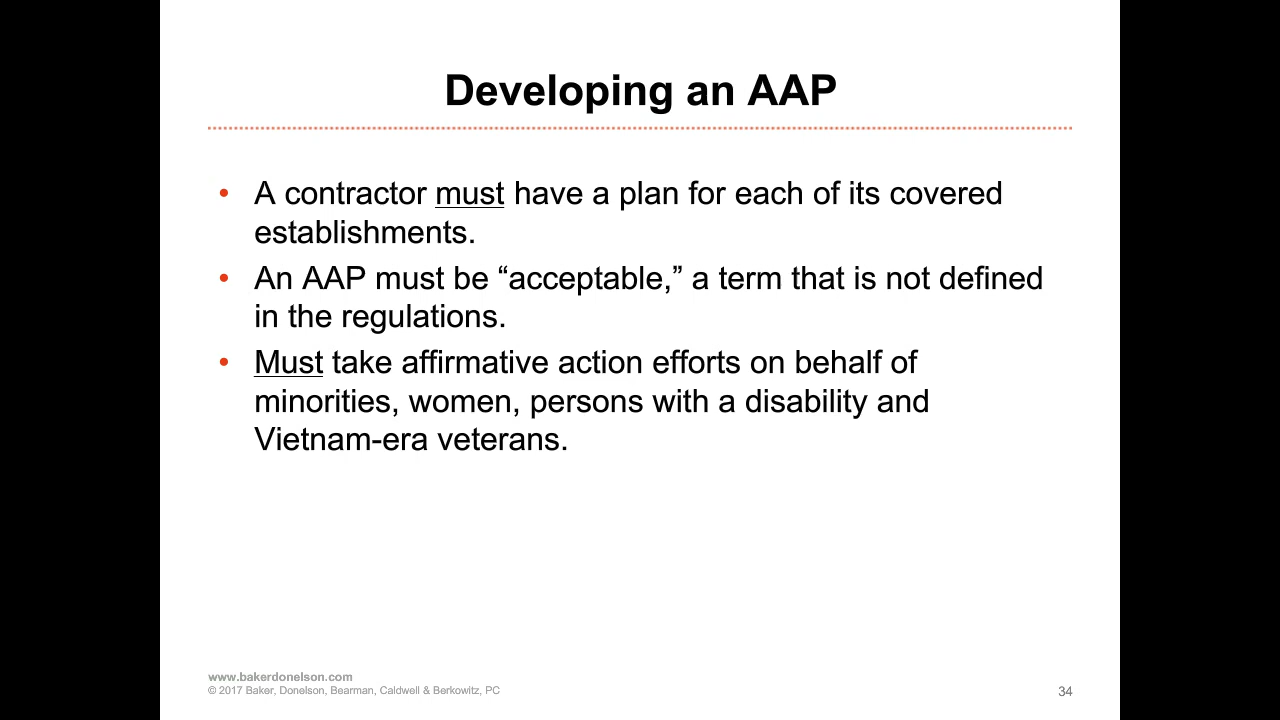 Developing an AAP
• A contractor must have a plan for each of its covered
establishments.
• An AAP must be “acceptable,” a term that is not defined
in the regulations.
• Must take affirmative action efforts on behalf of
minorities, women, persons with a disability and
Vietnam-era veterans.
www.bakerdonelson.com
© 2017 Baker, Donelson, Bearman, Caldwell & Berkowitz, PC
34